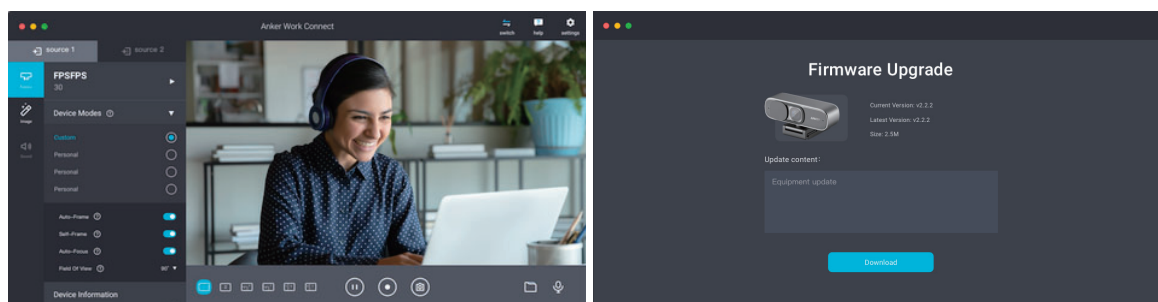 Anker Work Connect
switch
help
settings
source 1
source 2
FPSFPS
30
Device Modes
Image
Custom
Personal
Personal
Personal
Auto-Frame
Self-Frame
Auto-Focus
Field Of View
90°
Device Information
Firmware Upgrade
Current Version: v2.2.2
Latest Version: v2.2.2
Size: 2.5M
Update content:
Equipment update
Download